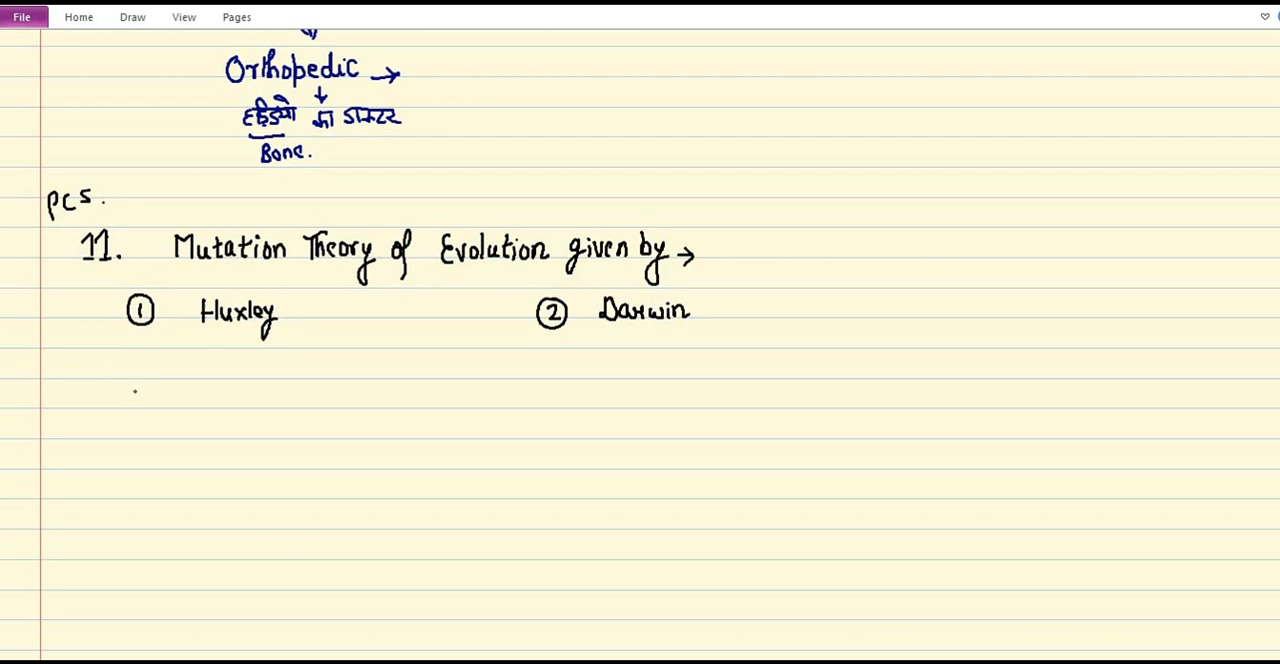 File Home Draw View Pages
Orthopedic →
हड्डियो का डाक्टर
Bone.
PCS.
11. Mutation Theory of Evolution given by →
① Huxley ② Darwin